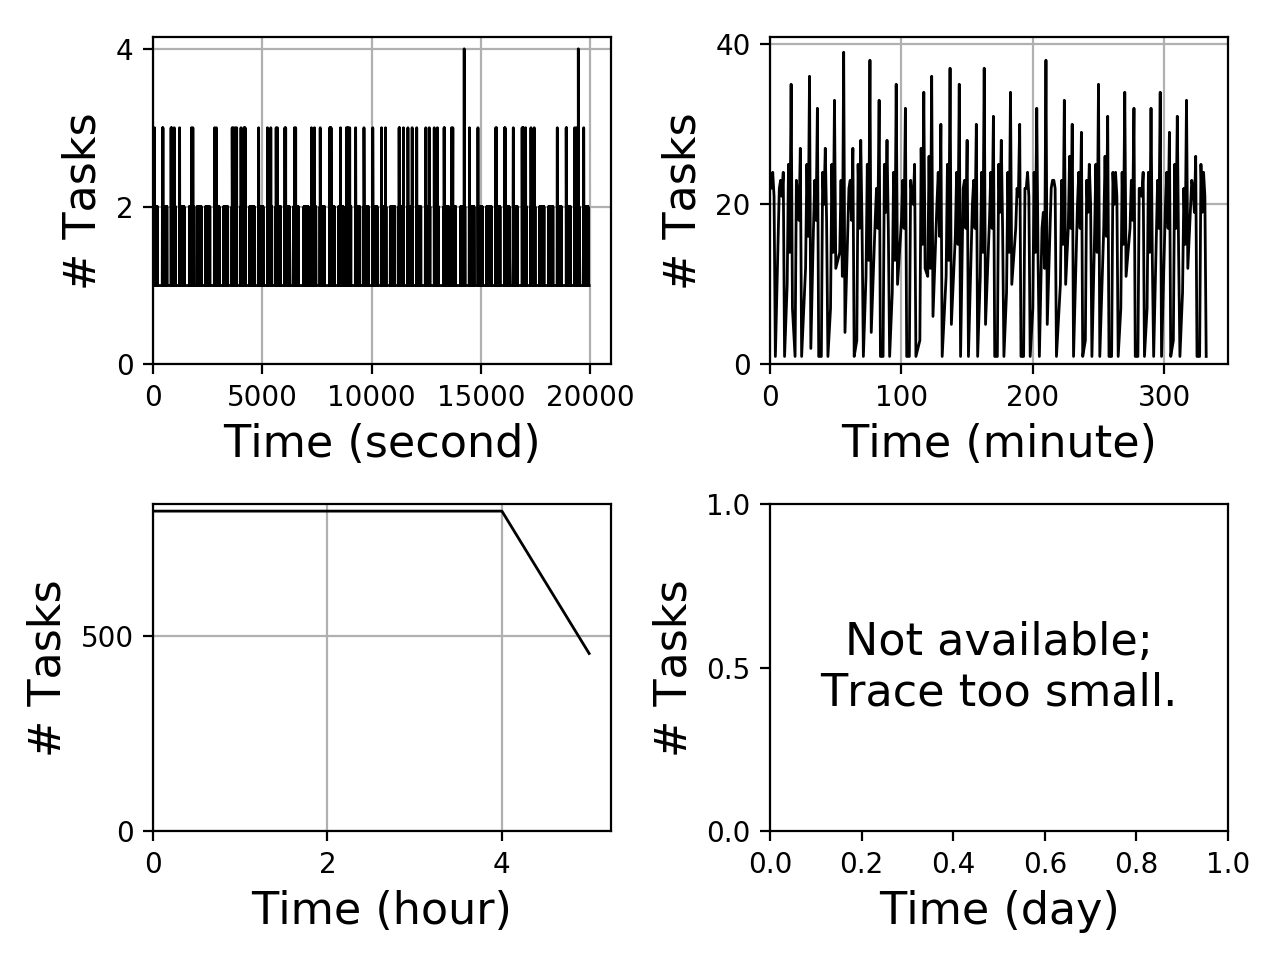 4
2
0
# Tasks
0 5000 10000 15000 20000
Time (second)
40
20
0
# Tasks
0 100 200 300
Time (minute)
500
0
# Tasks
0 2 4
Time (hour)
1.0
0.5
0.0
# Tasks
Not available;
Trace too small.
0.0 0.2 0.4 0.6 0.8 1.0
Time (day)